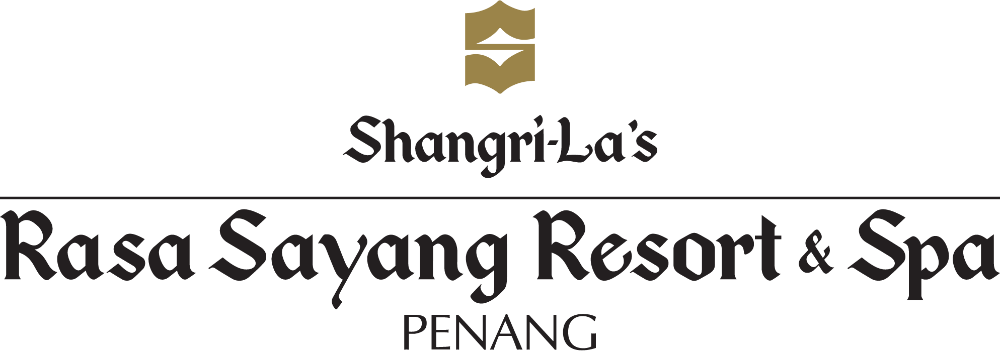 Shangri-La's
Rasa Sayang Resort & Spa
PENANG